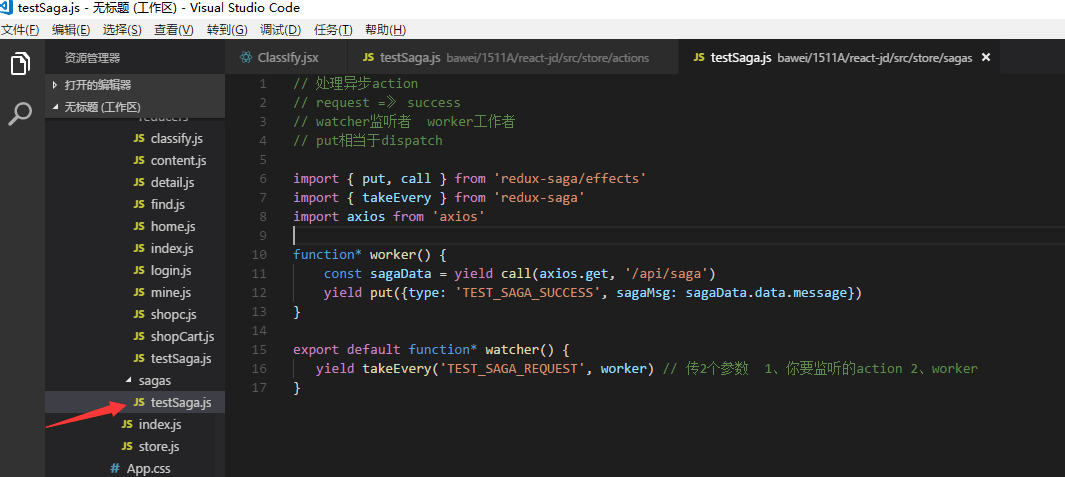 testSaga.js - 无标题 (工作区) - Visual Studio Code
文件(F) 编辑(E) 选择(S) 查看(V) 转到(G) 调试(D) 任务(T) 帮助(H)
资源管理器
打开的编辑器
无标题 (工作区)
reducers
JS classify.js
JS content.js
JS detail.js
JS find.js
JS home.js
JS index.js
JS login.js
JS mine.js
JS shopc.js
JS shopCart.js
JS testSaga.js
sagas
JS testSaga.js
JS index.js
JS store.js
# App.css
Classify.jsx
JS testSaga.js bawei/1511A/react-jd/src/store/actions
JS testSaga.js bawei/1511A/react-jd/src/store/sagas ×
1 // 处理异步action
2 // request =》 success
3 // watcher监听者 worker工作者
4 // put相当于dispatch
5
6 import { put, call } from 'redux-saga/effects'
7 import { takeEvery } from 'redux-saga'
8 import axios from 'axios'
9
10 function* worker() {
11 const sagaData = yield call(axios.get, '/api/saga')
12 yield put({type: 'TEST_SAGA_SUCCESS', sagaMsg: sagaData.data.message})
13 }
14
15 export default function* watcher() {
16 yield takeEvery('TEST_SAGA_REQUEST', worker) // 传2个参数 1、你要监听的action 2、worker
17 }